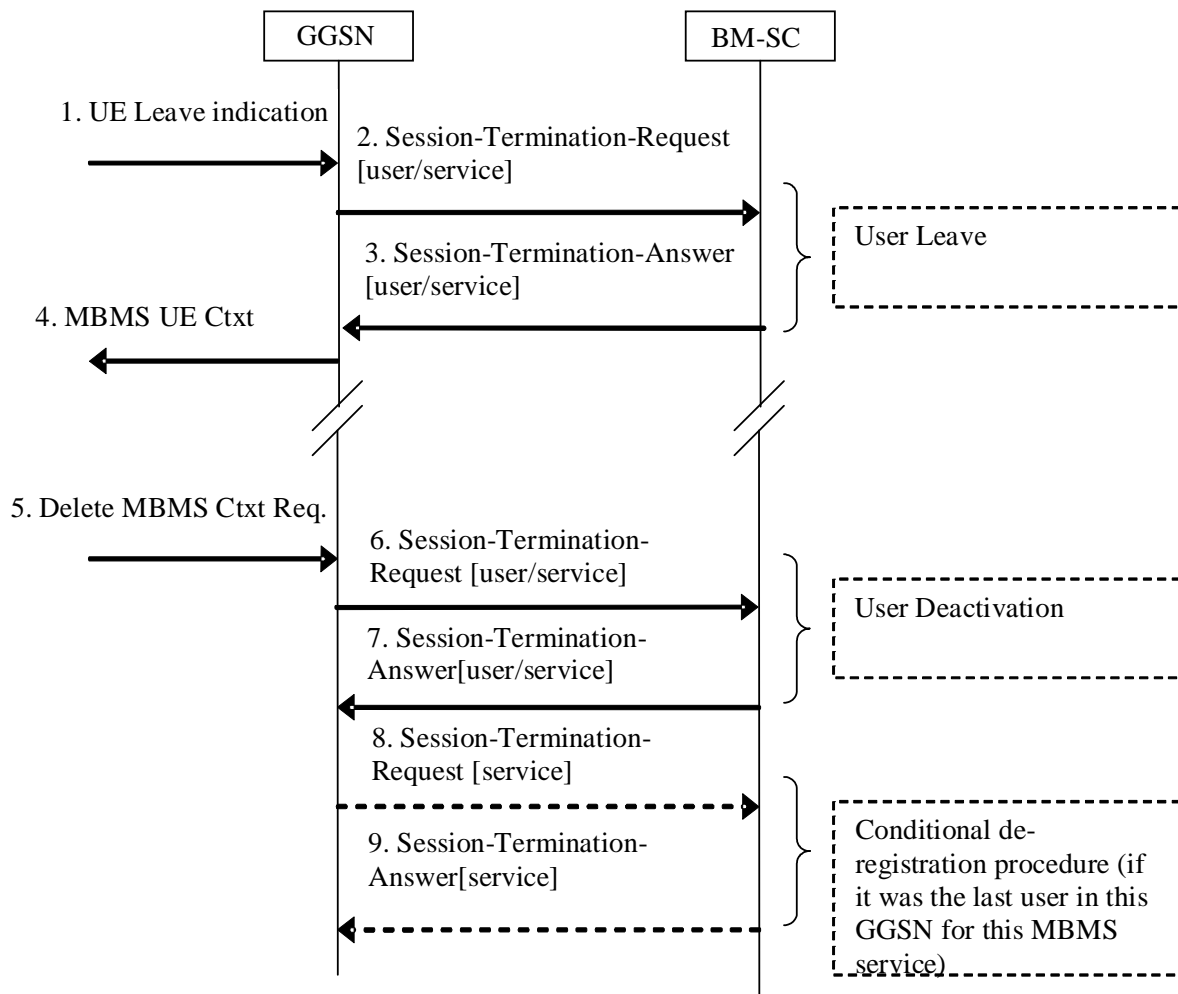 GGSN
BM-SC
1. UE Leave indication
2. Session-Termination-Request
[user/service]
3. Session-Termination-Answer
[user/service]
User Leave
4. MBMS UE Ctxt
5. Delete MBMS Ctxt Req.
6. Session-Termination-
Request [user/service]
7. Session-Termination-
Answer[user/service]
User Deactivation
8. Session-Termination-
Request [service]
9. Session-Termination-
Answer[service]
Conditional de-
registration procedure (if
it was the last user in this
GGSN for this MBMS
service)